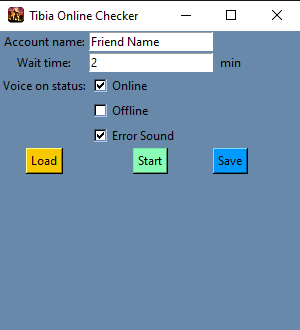 Tibia Online Checker
Account name: Friend Name
Wait time: 2 min
Voice on status: Online
Offline
Error Sound
Load Start Save